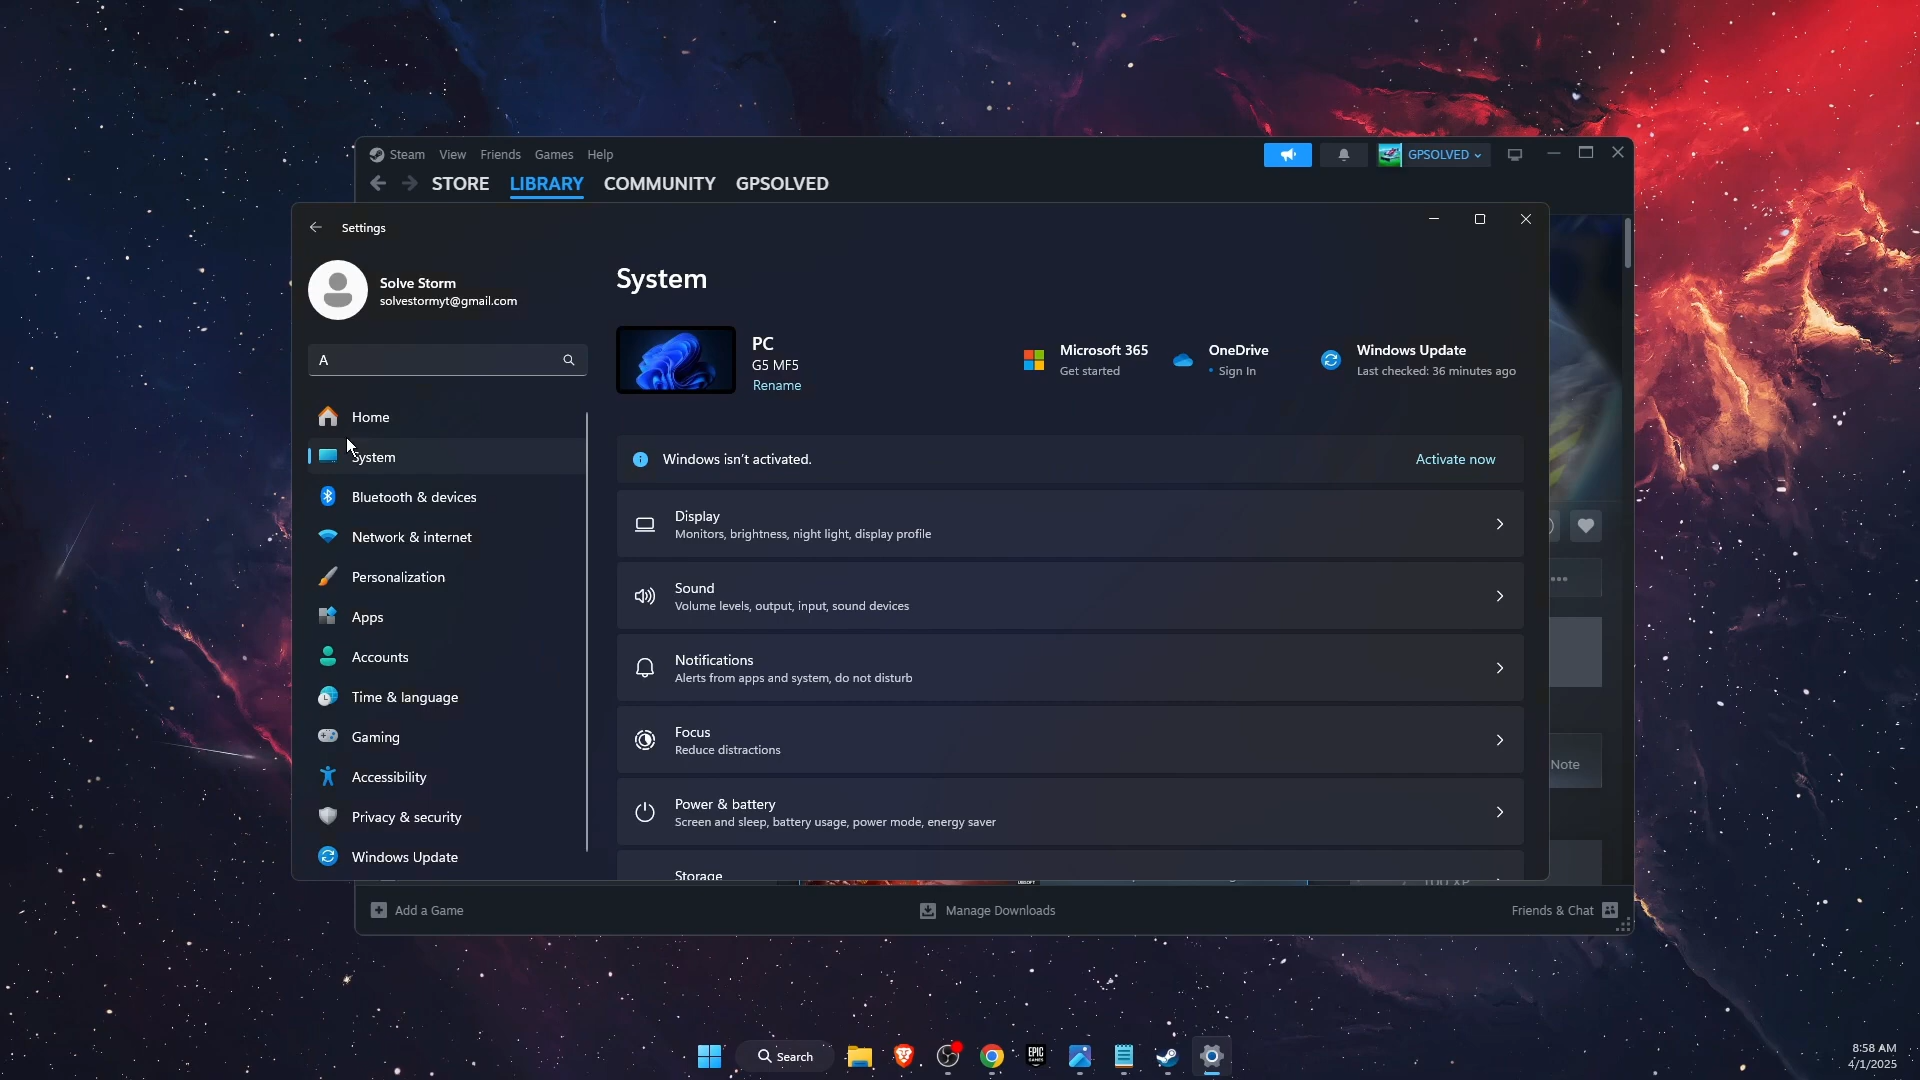 Steam View Friends Games Help
GPSOLVED
STORE LIBRARY COMMUNITY GPSOLVED
Settings
Solve Storm
solvestormyt@gmail.com
A
Home
System
Bluetooth & devices
Network & internet
Personalization
Apps
Accounts
Time & language
Gaming
Accessibility
Privacy & security
Windows Update
System
PC
G5 MF5
Rename
Microsoft 365
Get started
OneDrive
Sign In
Windows Update
Last checked: 36 minutes ago
Windows isn't activated.
Activate now
Display
Monitors, brightness, night light, display profile
Sound
Volume levels, output, input, sound devices
Notifications
Alerts from apps and system, do not disturb
Focus
Reduce distractions
Power & battery
Screen and sleep, battery usage, power mode, energy saver
Storage
Note
Add a Game
Manage Downloads
Friends & Chat
Search
EPIC
GAMES
8:58 AM
4/1/2025